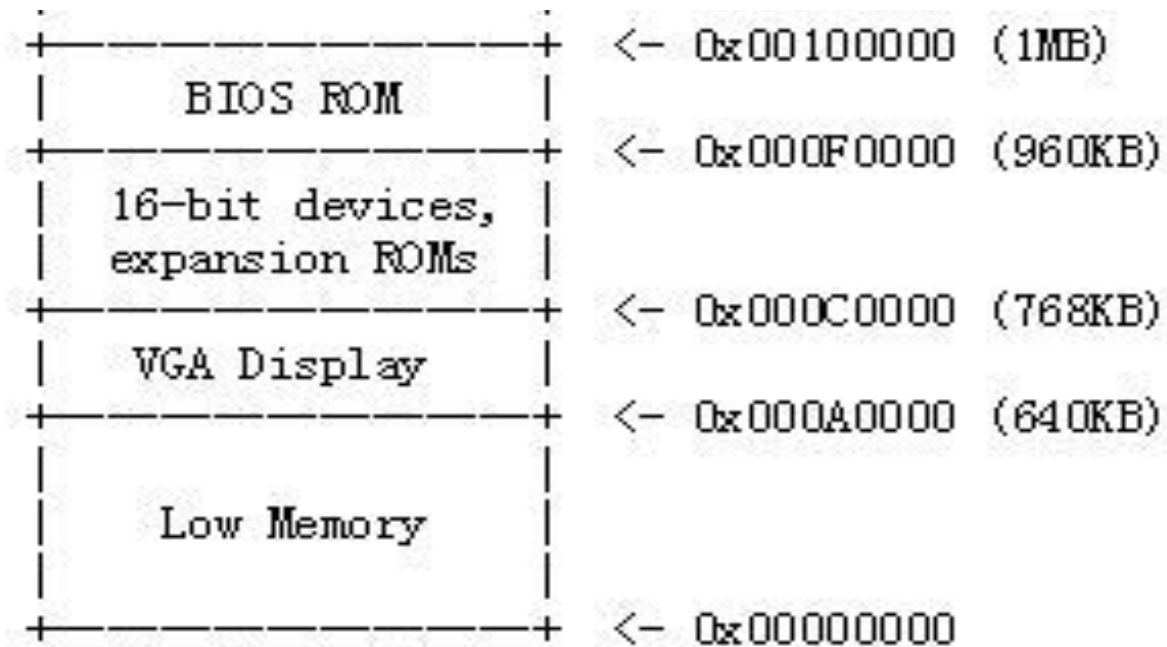 +------------------+ <- 0x00100000 (1MB)
| BIOS ROM |
+------------------+ <- 0x000F0000 (960KB)
| 16-bit devices, |
| expansion ROMs |
+------------------+ <- 0x000C0000 (768KB)
| VGA Display |
+------------------+ <- 0x000A0000 (640KB)
| |
| Low Memory |
| |
+------------------+ <- 0x00000000